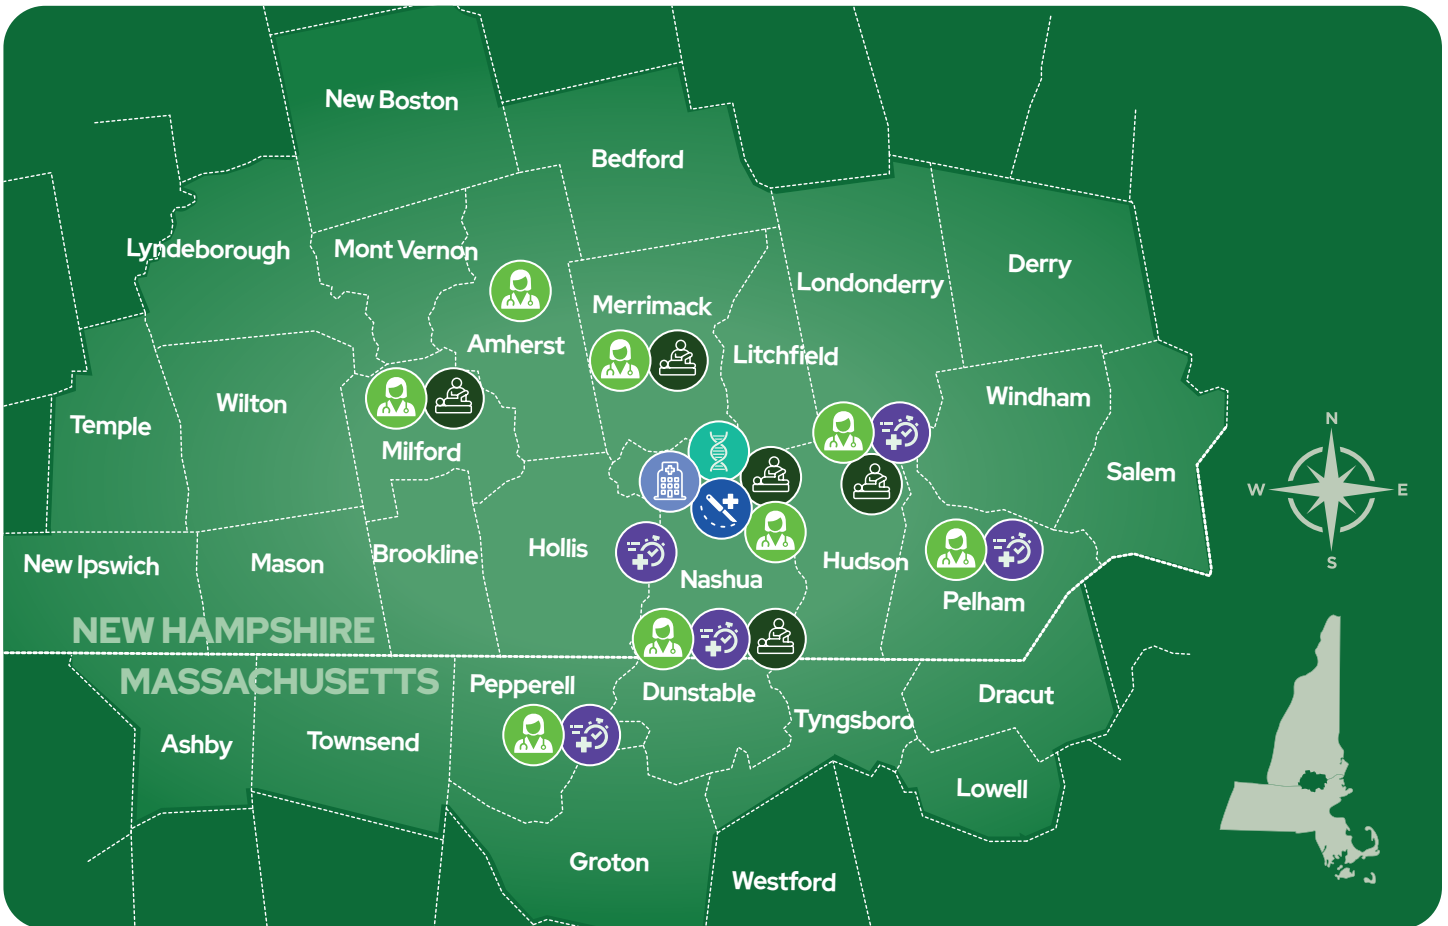 New Boston
Bedford
Lyndeborough
Mont Vernon
Londonderry
Derry
Merrimack
Amherst
Litchfield
Windham
Wilton
Temple
Milford
Salem
N
W
E
S
New Ipswich
Mason
Brookline
Hollis
Nashua
Hudson
Pelham
NEW HAMPSHIRE
MASSACHUSETTS
Pepperell
Dunstable
Tyngsboro
Dracut
Ashby
Townsend
Lowell
Groton
Westford